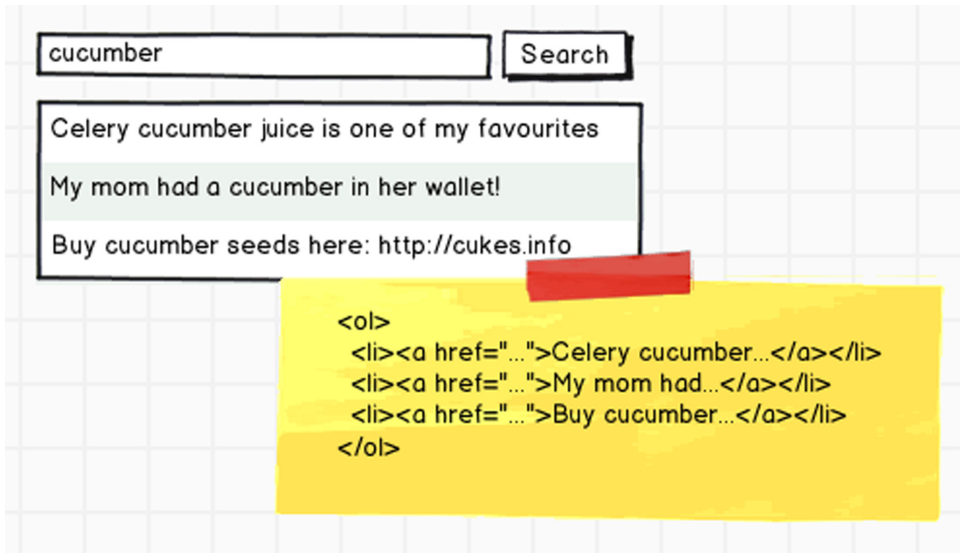 cucumber
Search
Celery cucumber juice is one of my favourites
My mom had a cucumber in her wallet!
Buy cucumber seeds here: http://cukes.info
<ol>
<li><a href="...">Celery cucumber...</a></li>
<li><a href="...">My mom had...</a></li>
<li><a href="...">Buy cucumber...</a></li>
</ol>